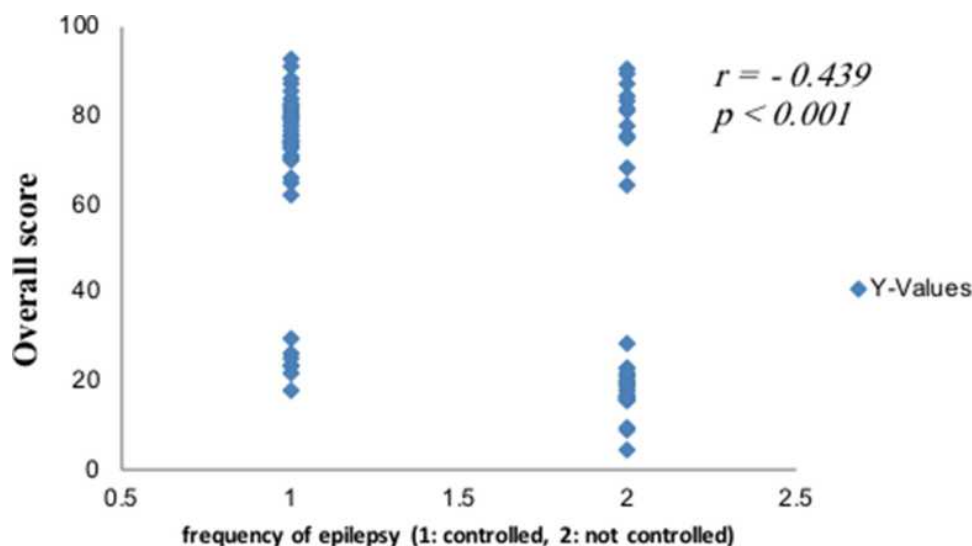 100
80
60
40
20
0
Overall score
r = - 0.439
p < 0.001
Y-Values
0.5 1 1.5 2 2.5
frequency of epilepsy (1: controlled, 2: not controlled)